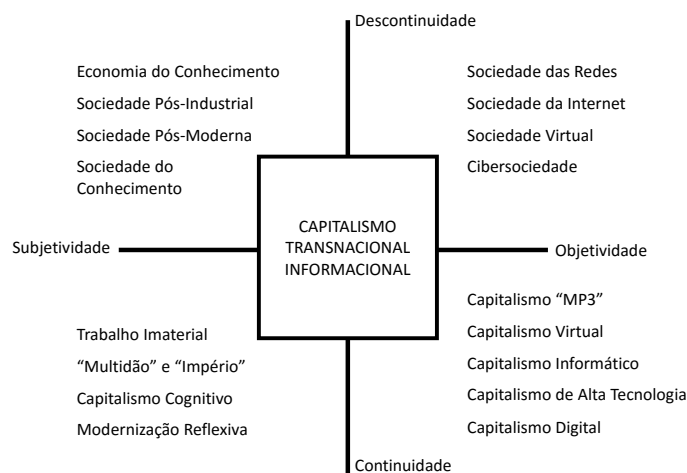 Descontinuidade
Economia do Conhecimento
Sociedade Pós-Industrial
Sociedade Pós-Moderna
Sociedade do
Conhecimento
Sociedade das Redes
Sociedade da Internet
Sociedade Virtual
Cibersociedade
Subjetividade
CAPITALISMO
TRANSNACIONAL
INFORMACIONAL
Objetividade
Trabalho Imaterial
“Multidão” e “Império”
Capitalismo Cognitivo
Modernização Reflexiva
Capitalismo “MP3”
Capitalismo Virtual
Capitalismo Informático
Capitalismo de Alta Tecnologia
Capitalismo Digital
Continuidade